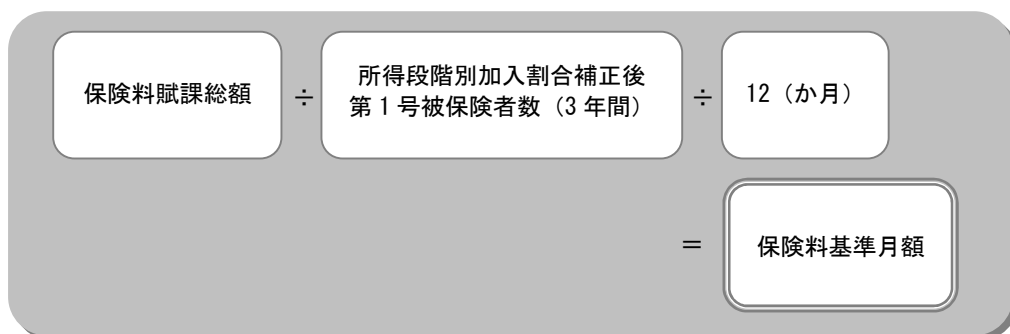 保険料賦課総額 ÷ 所得段階別加入割合補正後
第1号被保険者数（3年間） ÷ 12（か月）
＝ 保険料基準月額